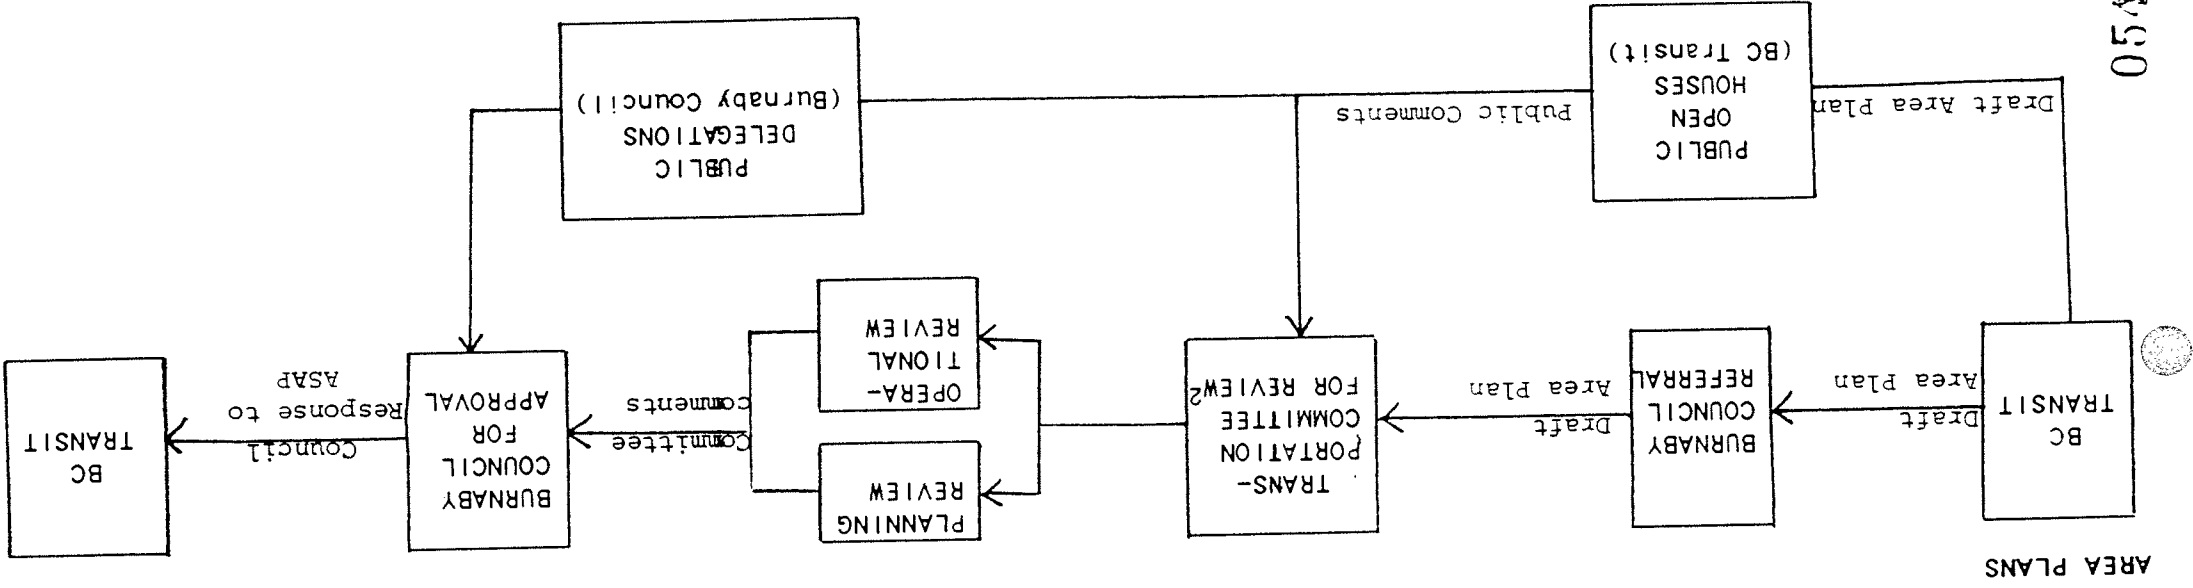 AREA PLANS
BC
TRANSIT
Draft
Area Plan
BURNABY
COUNCIL
REFERRAL
Draft
Area Plan
TRANS-
PORTATION
COMMITTEE
FOR REVIEW2
PLANNING
REVIEW
OPERA-
TIONAL
REVIEW
Committee
comments
BURNABY
COUNCIL
FOR
APPROVAL
Council
Response to
ASAP
BC
TRANSIT
Draft Area Plan
PUBLIC
OPEN
HOUSES
(BC Transit)
Public Comments
PUBLIC
DELEGATIONS
(Burnaby Council)